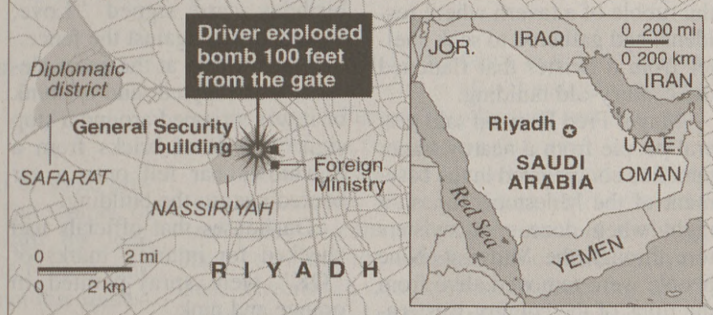 Driver exploded
bomb 100 feet
from the gate
Diplomatic
district
General Security
building
SAFARAT
NASSIRIYAH
Foreign
Ministry
0 2 mi
0 2 km
RIYADH
0 200 mi
0 200 km
JOR.
IRAQ
IRAN
Riyadh
SAUDI
ARABIA
U.A.E.
OMAN
Red Sea
YEMEN